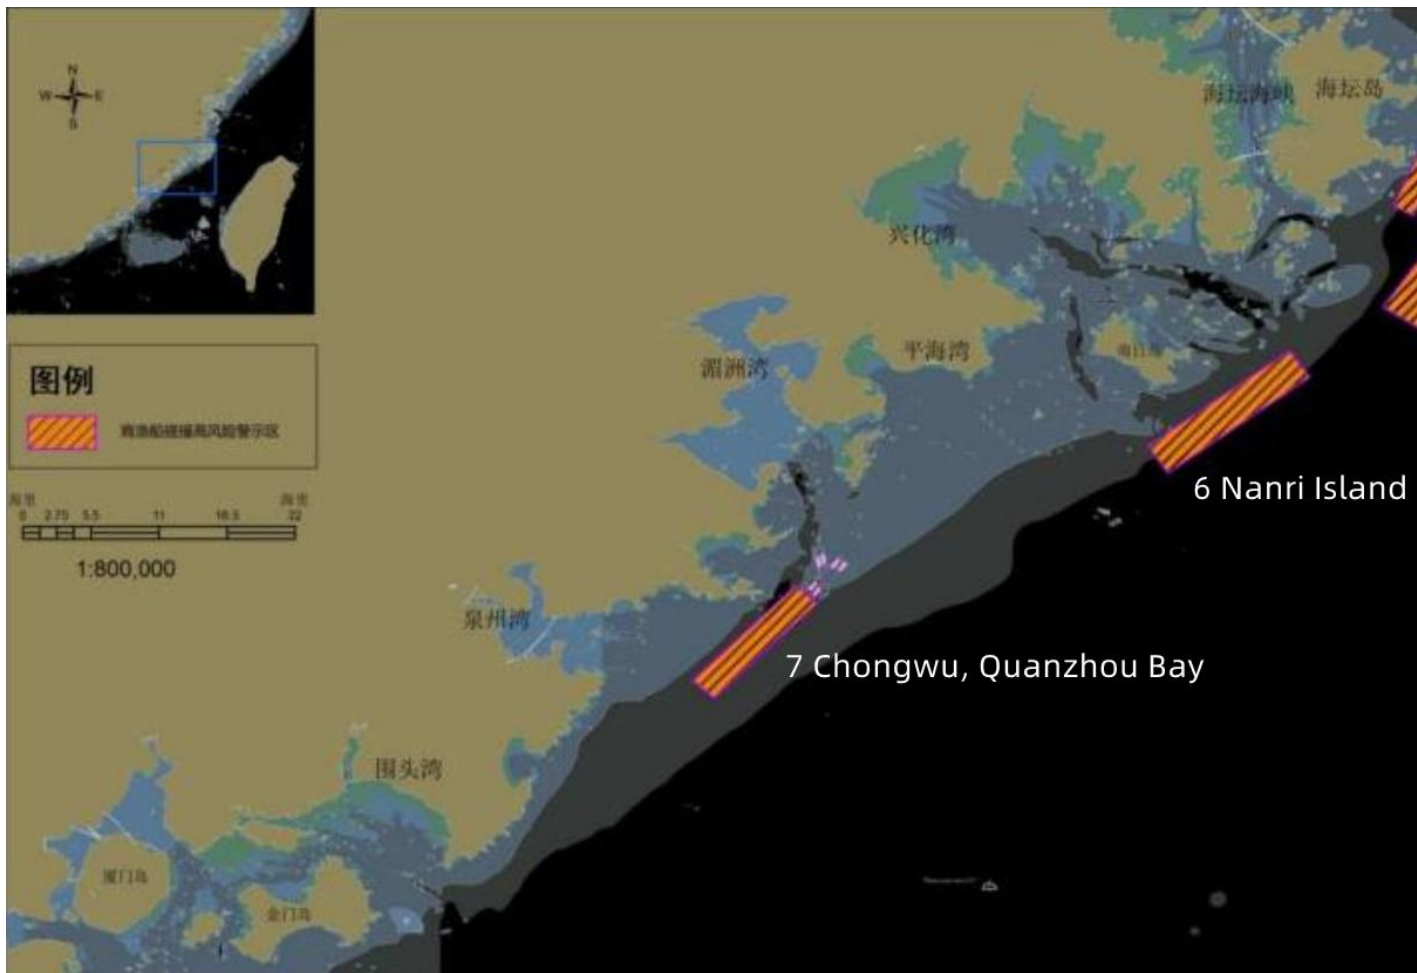 N
W E
S
海坛海峡
海坛岛
兴化湾
平海湾
南日岛
湄洲湾
图例
商渔船碰撞高风险警示区
6 Nanri Island
海里
海里
0 2.75 5.5 11 16.5 22
1:800,000
泉州湾
7 Chongwu, Quanzhou Bay
围头湾
厦门岛
金门岛